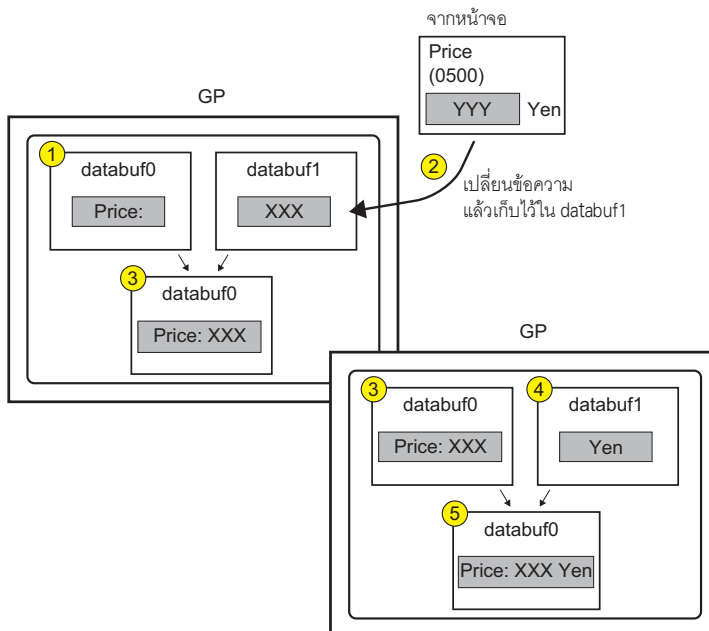 จากหน้าจอ
Price
(0500)
YYY Yen
GP
1
databuf0
Price:
databuf1
XXX
2
เปลี่ยนข้อความ
แล้วเก็บไว้ใน databuf1
3
databuf0
Price: XXX
GP
3
databuf0
Price: XXX
4
databuf1
Yen
5
databuf0
Price: XXX Yen